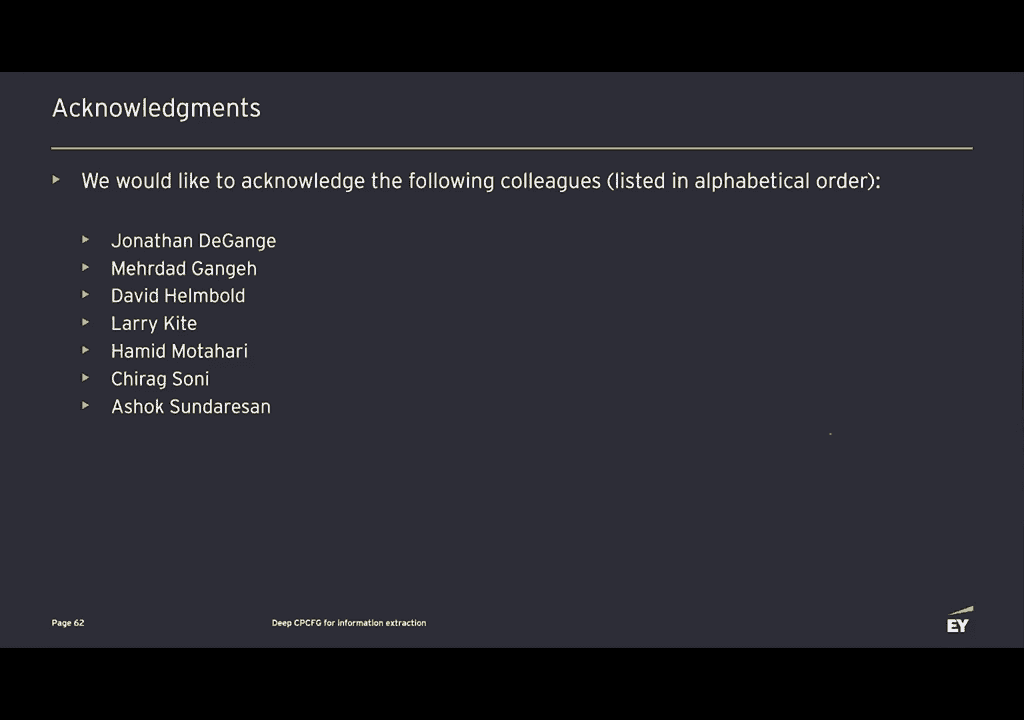 Acknowledgments
We would like to acknowledge the following colleagues (listed in alphabetical order):
Jonathan DeGange
Mehrdad Gangeh
David Helmbold
Larry Kite
Hamid Motahari
Chirag Soni
Ashok Sundaresan
Page 62
Deep CPCFG for information extraction
EY